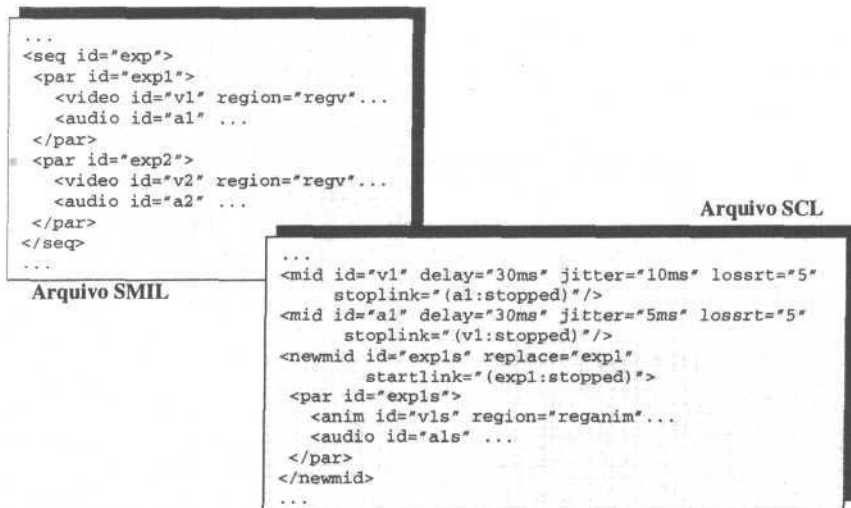 ...
<seq id="exp">
<par id="exp1">
<video id="v1" region="regv"...
<audio id="a1" ...
</par>
<par id="exp2">
<video id="v2" region="regv"...
<audio id="a2" ...
</par>
</seq>
...
Arquivo SMIL
Arquivo SCL
...
<mid id="v1" delay="30ms" jitter="10ms" lossrt="5"
stoplink="(a1:stopped)"/>
<mid id="a1" delay="30ms" jitter="5ms" lossrt="5"
stoplink="(v1:stopped)"/>
<newmid id="exp1s" replace="exp1"
startlink="(exp1:stopped)">
<par id="exp1s">
<anim id="v1s" region="reganim"...
<audio id="a1s" ...
</par>
</newmid>
...